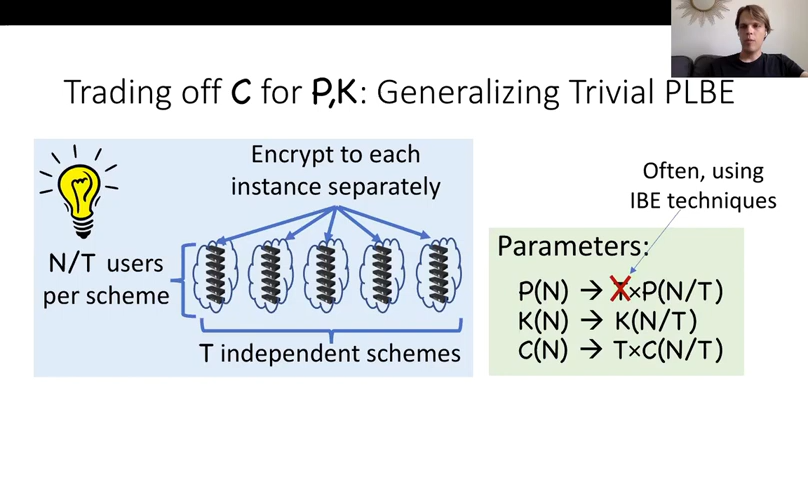 Trading off C for P,K: Generalizing Trivial PLBE
Encrypt to each
instance separately
N/T users
per scheme
T independent schemes
Often, using
IBE techniques
Parameters:
P(N) → T×P(N/T)
K(N) → K(N/T)
C(N) → T×C(N/T)